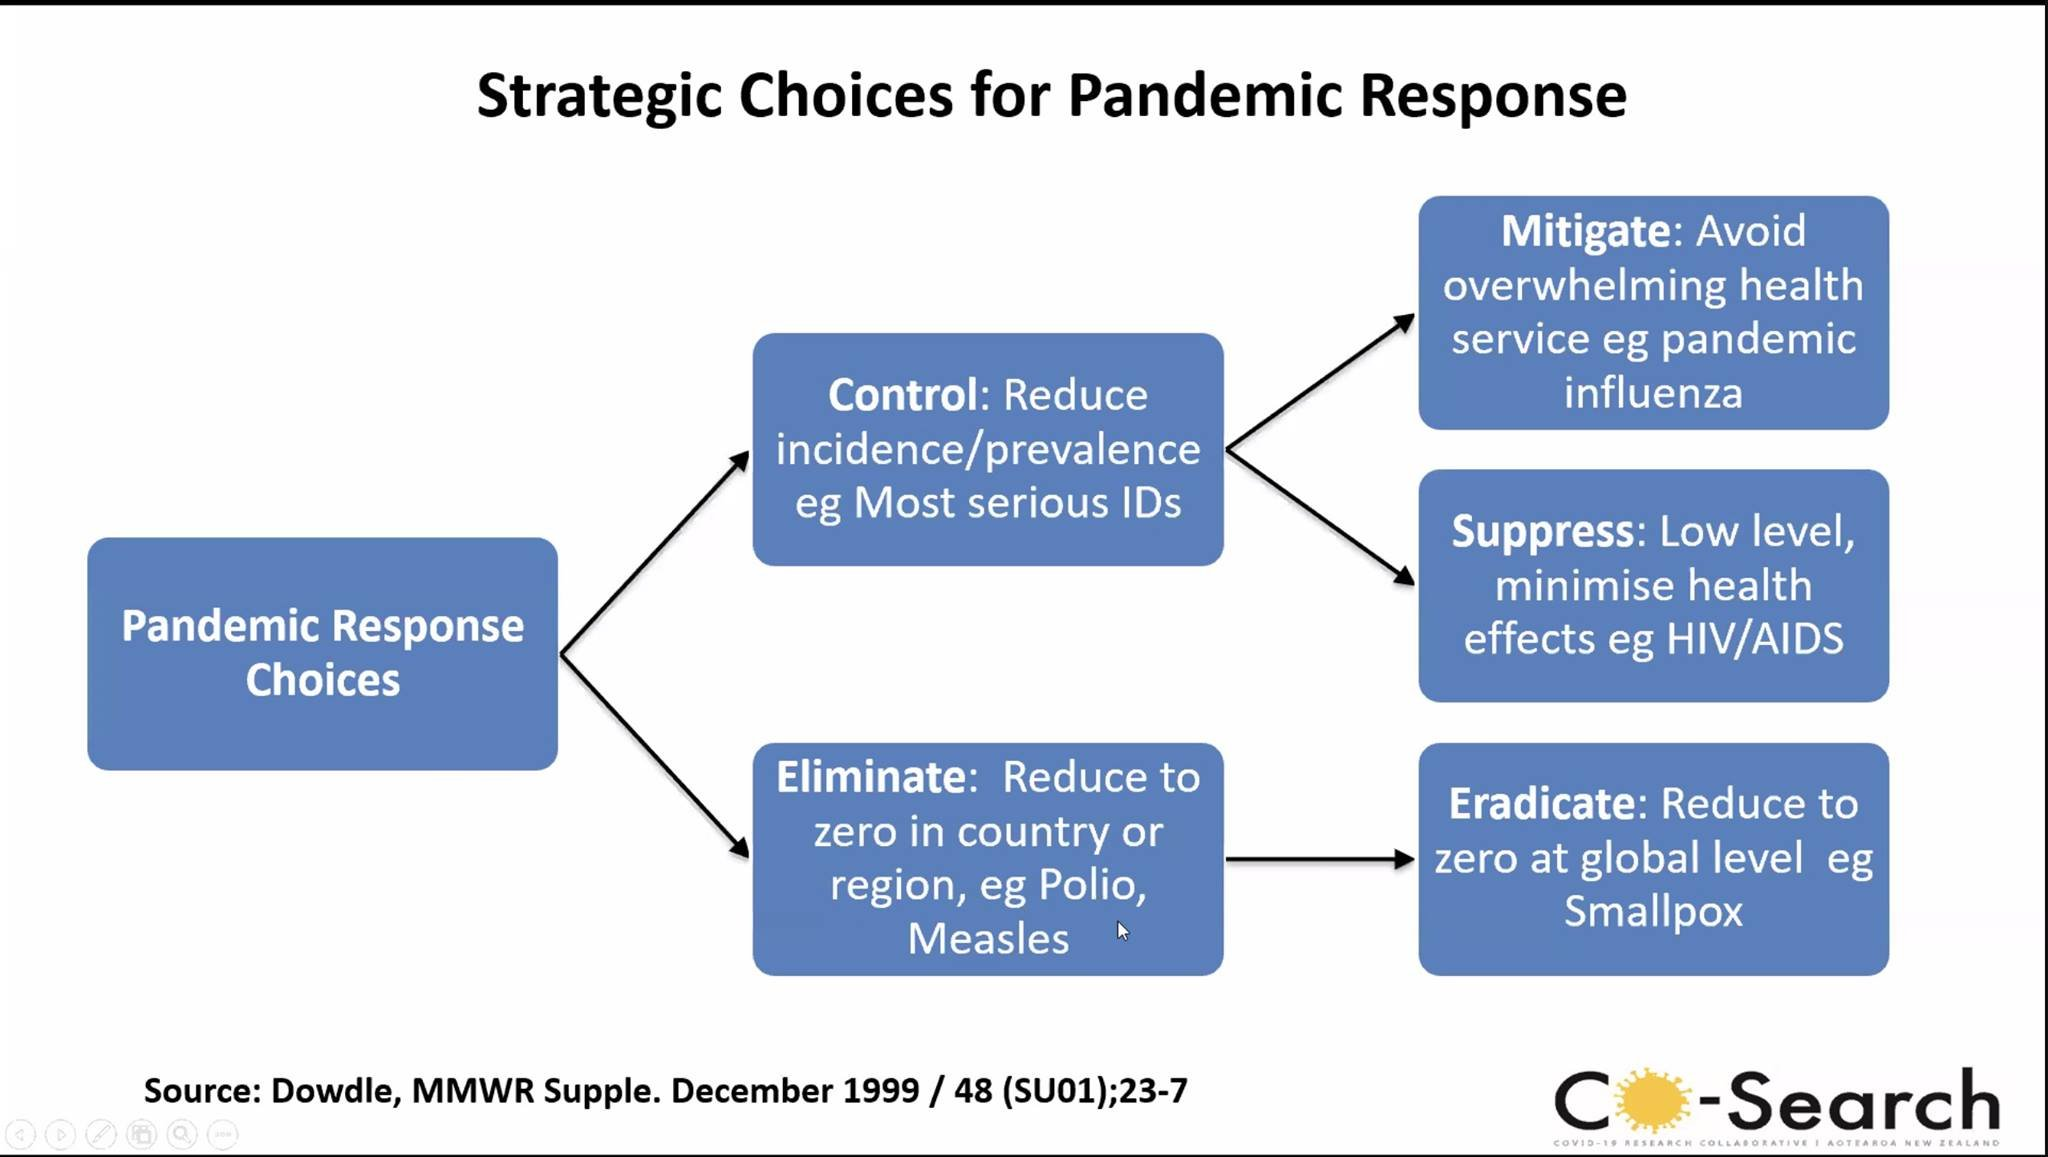 Strategic Choices for Pandemic Response
Pandemic Response
Choices
Control: Reduce
incidence/prevalence
eg Most serious IDs
Eliminate:  Reduce to
zero in country or
region, eg Polio,
Measles
Mitigate: Avoid
overwhelming health
service eg pandemic
influenza
Suppress: Low level,
minimise health
effects eg HIV/AIDS
Eradicate: Reduce to
zero at global level  eg
Smallpox
Source: Dowdle, MMWR Supple. December 1999 / 48 (SU01);23-7
CO-Search
COVID-19 RESEARCH COLLABORATIVE | AOTEAROA NEW ZEALAND